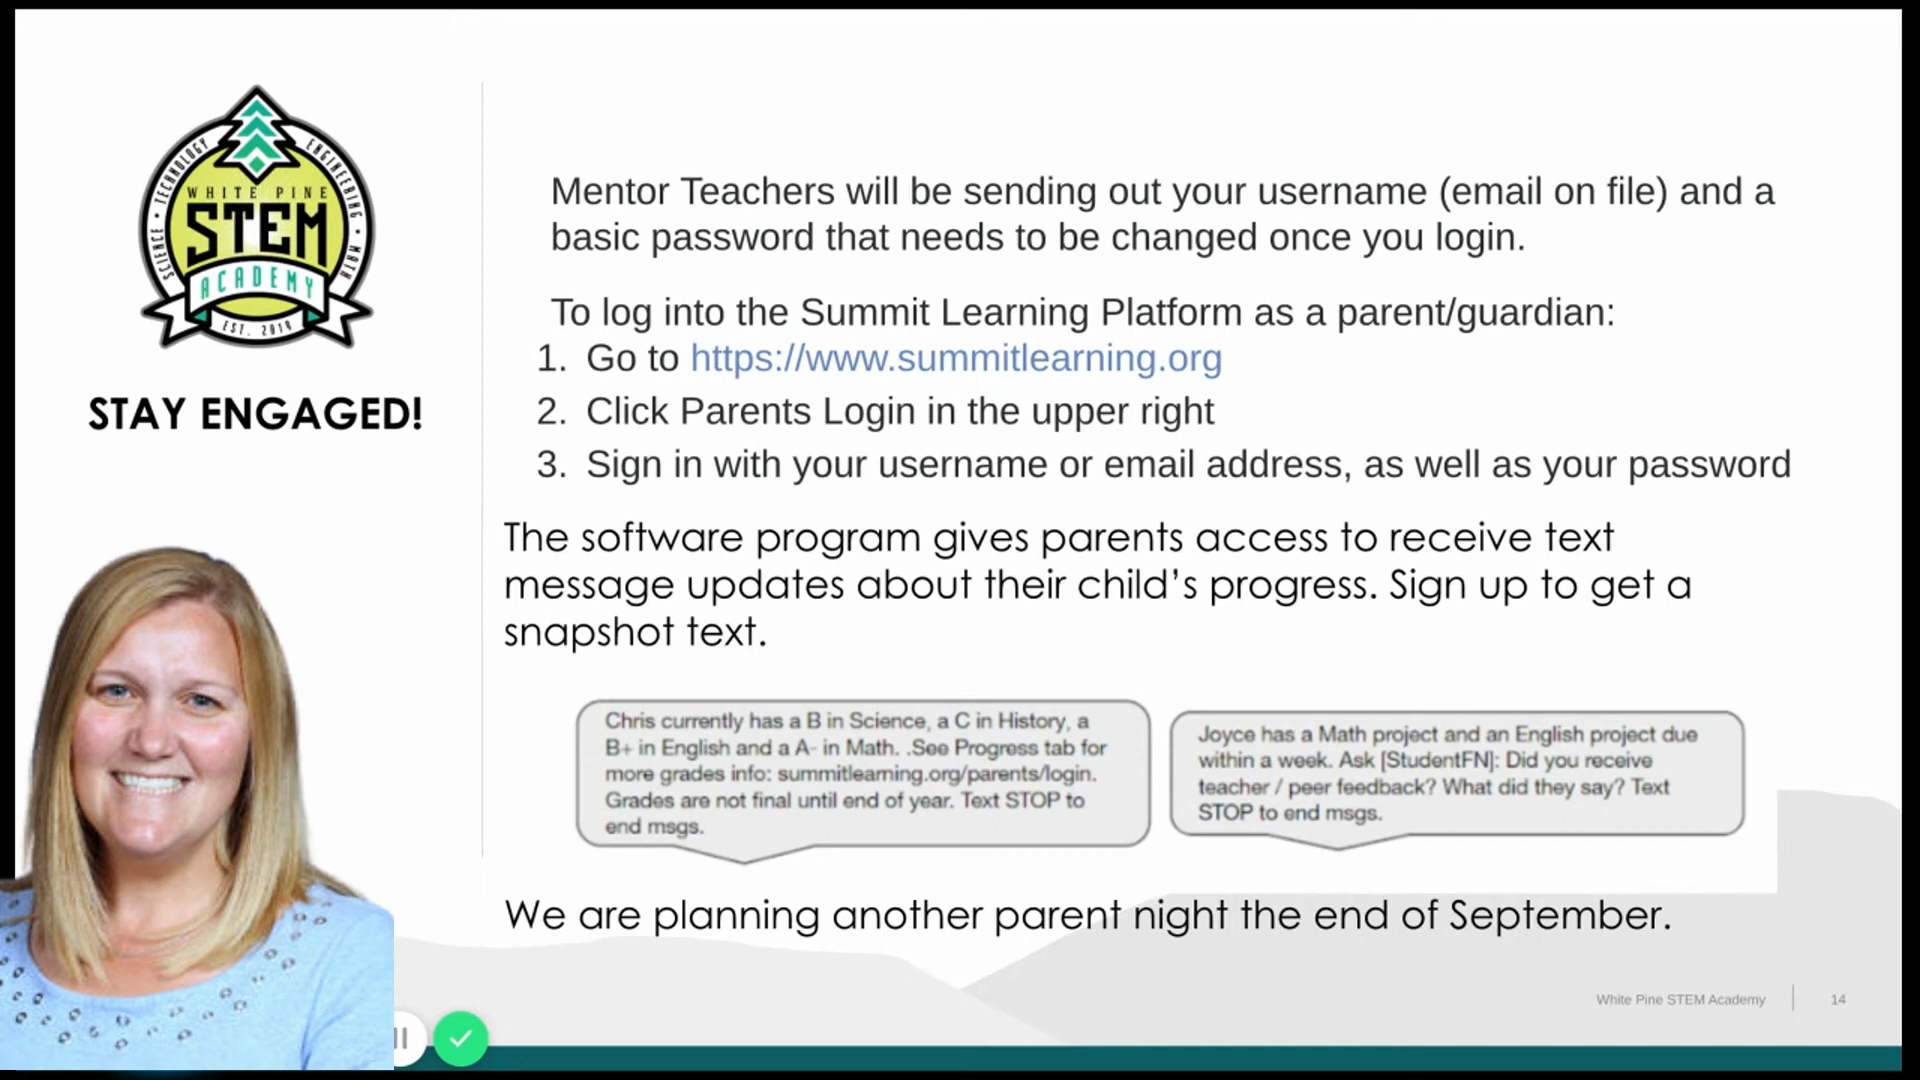 SCIENCE • TECHNOLOGY
ENGINEERING • MATH
WHITE PINE
STEM
ACADEMY
EST. 2019
STAY ENGAGED!
Mentor Teachers will be sending out your username (email on file) and a
basic password that needs to be changed once you login.
To log into the Summit Learning Platform as a parent/guardian:
1. Go to https://www.summitlearning.org
2. Click Parents Login in the upper right
3. Sign in with your username or email address, as well as your password
The software program gives parents access to receive text
message updates about their child’s progress. Sign up to get a
snapshot text.
Chris currently has a B in Science, a C in History, a
B+ in English and a A- in Math. .See Progress tab for
more grades info: summitlearning.org/parents/login.
Grades are not final until end of year. Text STOP to
end msgs.
Joyce has a Math project and an English project due
within a week. Ask [StudentFN]: Did you receive
teacher / peer feedback? What did they say? Text
STOP to end msgs.
We are planning another parent night the end of September.
White Pine STEM Academy
14